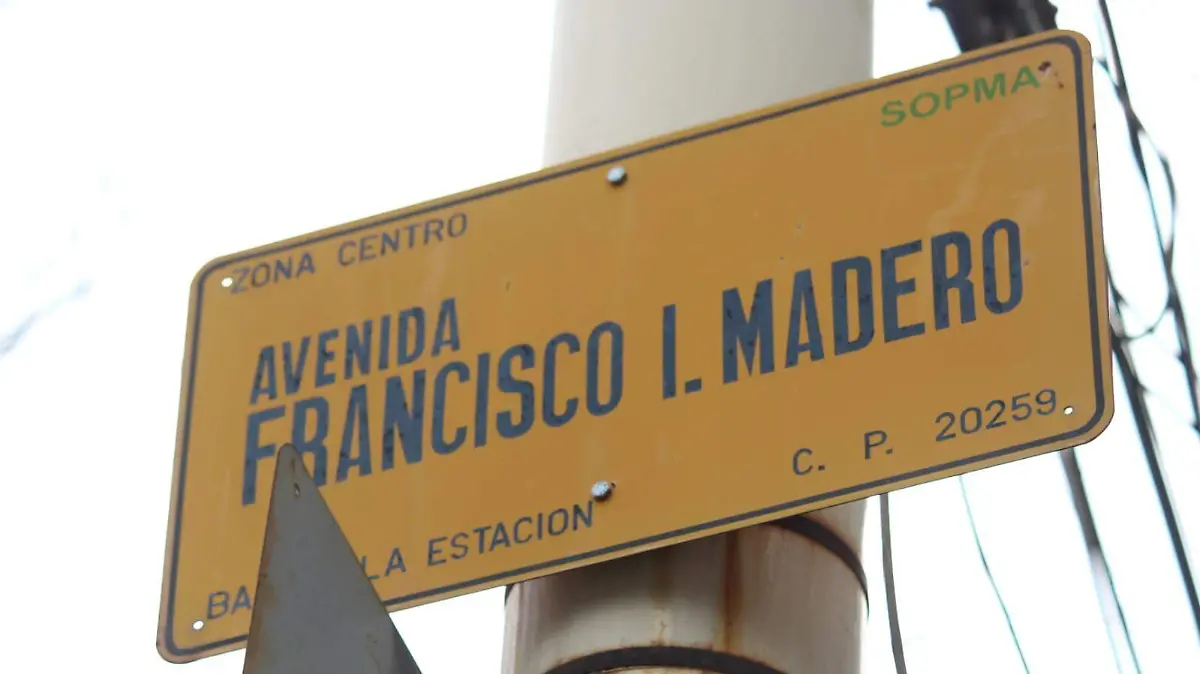 SOPMA
ZONA CENTRO
AVENIDA
FRANCISCO I. MADERO
C. P. 20259
LA ESTACION